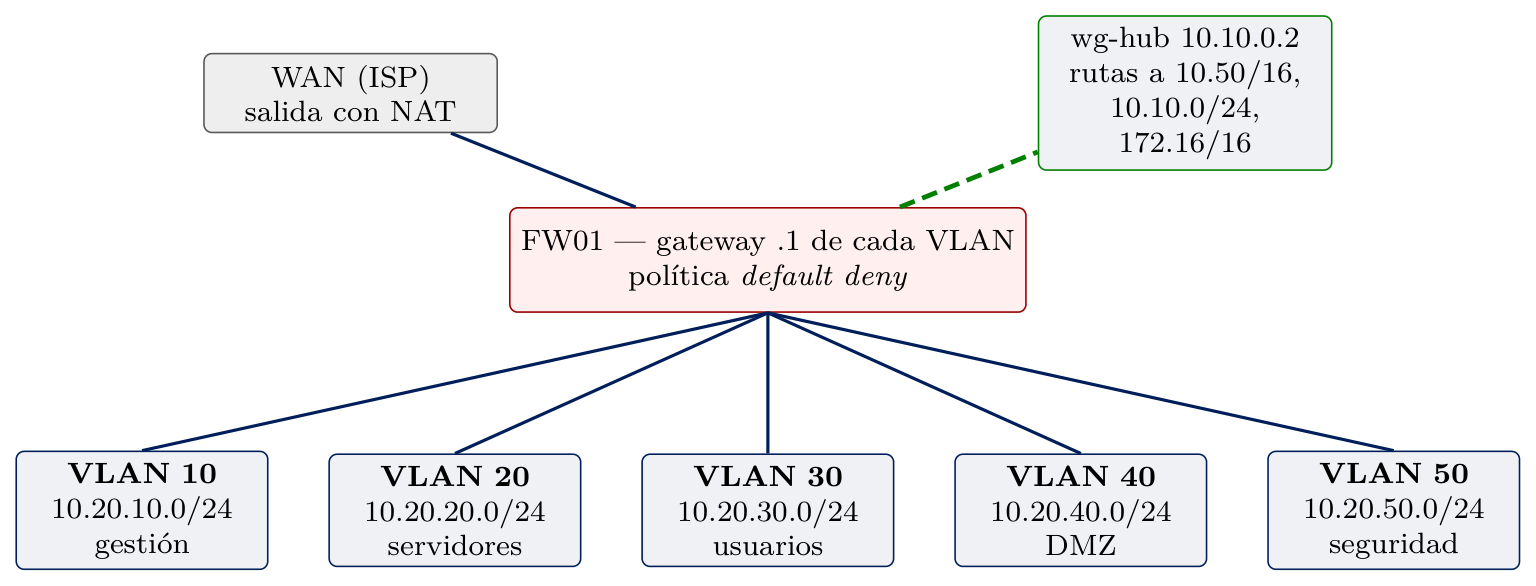 WAN (ISP)
salida con NAT
wg-hub 10.10.0.2
rutas a 10.50/16,
10.10.0/24,
172.16/16
FW01 — gateway .1 de cada VLAN
política default deny
VLAN 10
10.20.10.0/24
gestión
VLAN 20
10.20.20.0/24
servidores
VLAN 30
10.20.30.0/24
usuarios
VLAN 40
10.20.40.0/24
DMZ
VLAN 50
10.20.50.0/24
seguridad